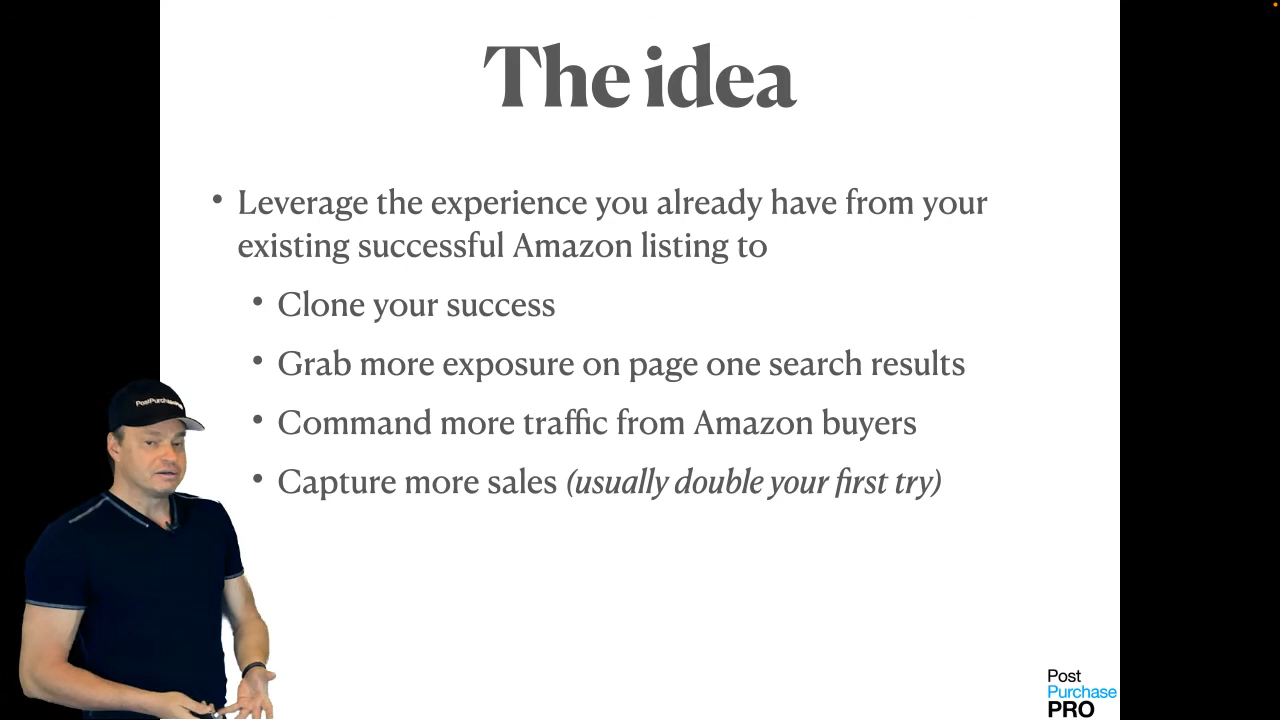 The idea
• Leverage the experience you already have from your
existing successful Amazon listing to
• Clone your success
• Grab more exposure on page one search results
• Command more traffic from Amazon buyers
• Capture more sales (usually double your first try)
Post
Purchase
PRO